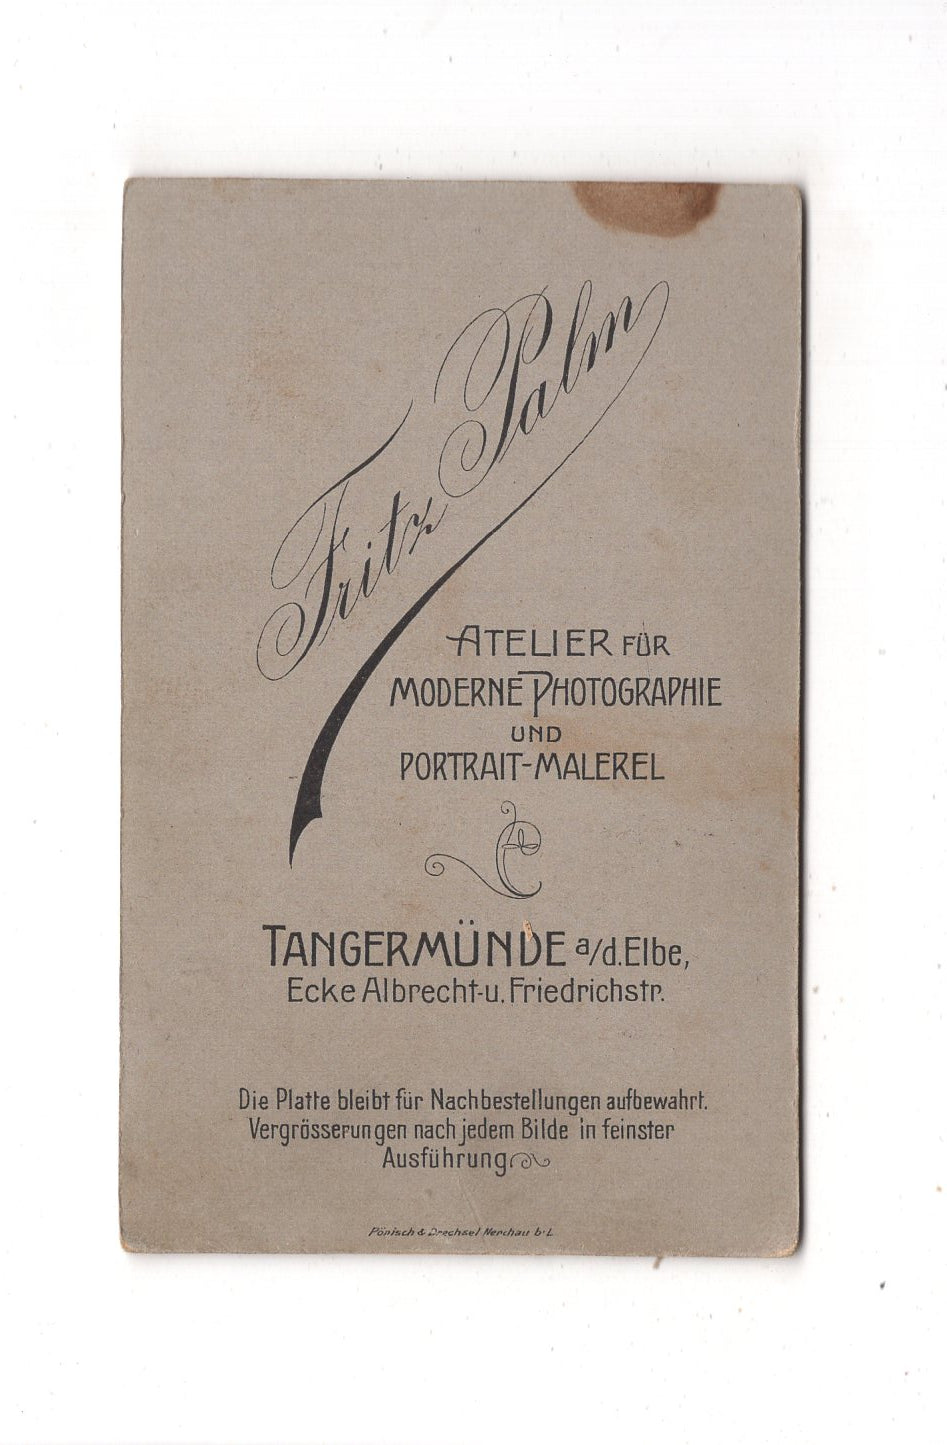 Fritz Palm
ATELIER FÜR
MODERNE PHOTOGRAPHIE
UND
PORTRAIT-MALEREI.
TANGERMÜNDE a/d. Elbe,
Ecke Albrecht-u. Friedrichstr.
Die Platte bleibt für Nachbestellungen aufbewahrt.
Vergrösserungen nach jedem Bilde in feinster
Ausführung
Pönisch & Drechsel Nerchau b. L.